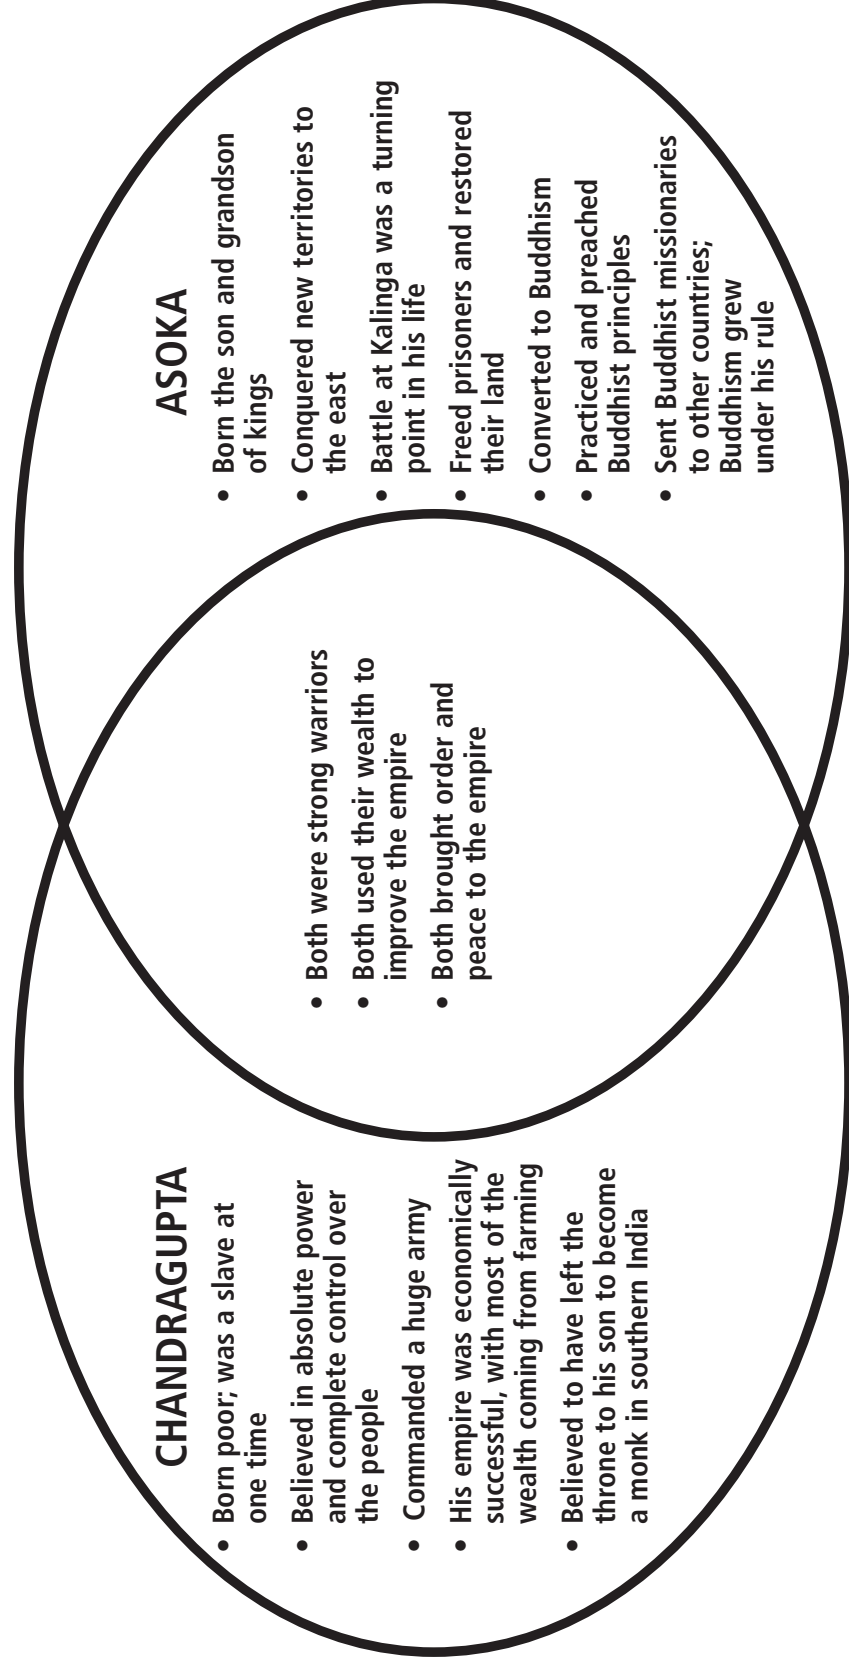 CHANDRAGUPTA
• Born poor; was a slave at
one time
• Believed in absolute power
and complete control over
the people
• Commanded a huge army
• His empire was economically
successful, with most of the
wealth coming from farming
• Believed to have left the
throne to his son to become
a monk in southern India
• Both were strong warriors
• Both used their wealth to
improve the empire
• Both brought order and
peace to the empire
ASOKA
• Born the son and grandson
of kings
• Conquered new territories to
the east
• Battle at Kalinga was a turning
point in his life
• Freed prisoners and restored
their land
• Converted to Buddhism
• Practiced and preached
Buddhist principles
• Sent Buddhist missionaries
to other countries;
Buddhism grew
under his rule